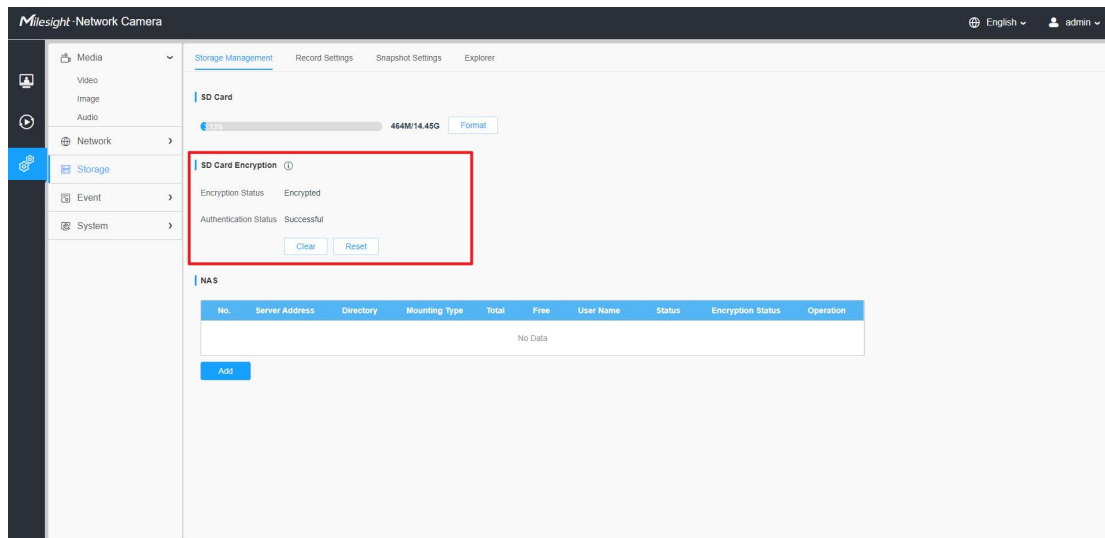 Milesight·Network Camera
English
admin
Media
Video
Image
Audio
Network
Storage
Event
System
Storage Management Record Settings Snapshot Settings Explorer
SD Card
464M/14.45G Format
SD Card Encryption
Encryption Status Encrypted
Authentication Status Successful
Clear Reset
NAS
No. Server Address Directory Mounting Type Total Free User Name Status Encryption Status Operation
No Data
Add